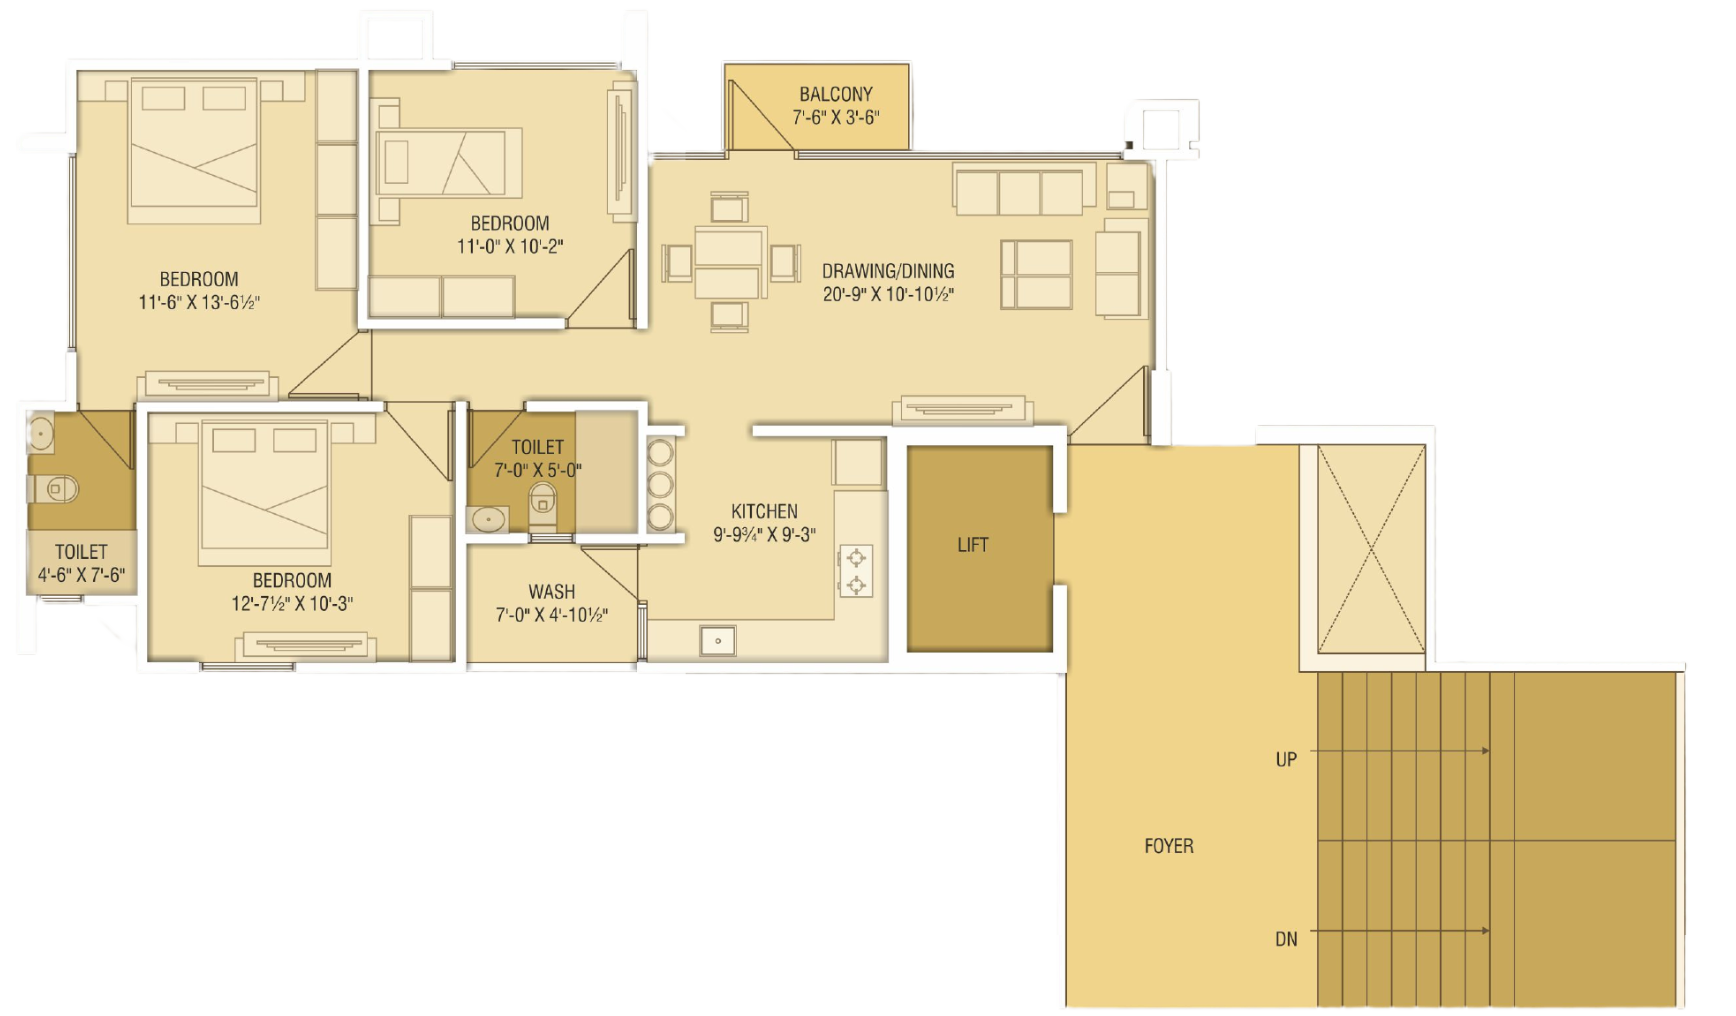 BALCONY
7'-6" X 3'-6"
BEDROOM
11'-0" X 10'-2"
BEDROOM
11'-6" X 13'-6½"
DRAWING/DINING
20'-9" X 10'-10½"
TOILET
7'-0" X 5'-0"
KITCHEN
9'-9¾" X 9'-3"
LIFT
TOILET
4'-6" X 7'-6"
BEDROOM
12'-7½" X 10'-3"
WASH
7'-0" X 4'-10½"
UP
FOYER
DN